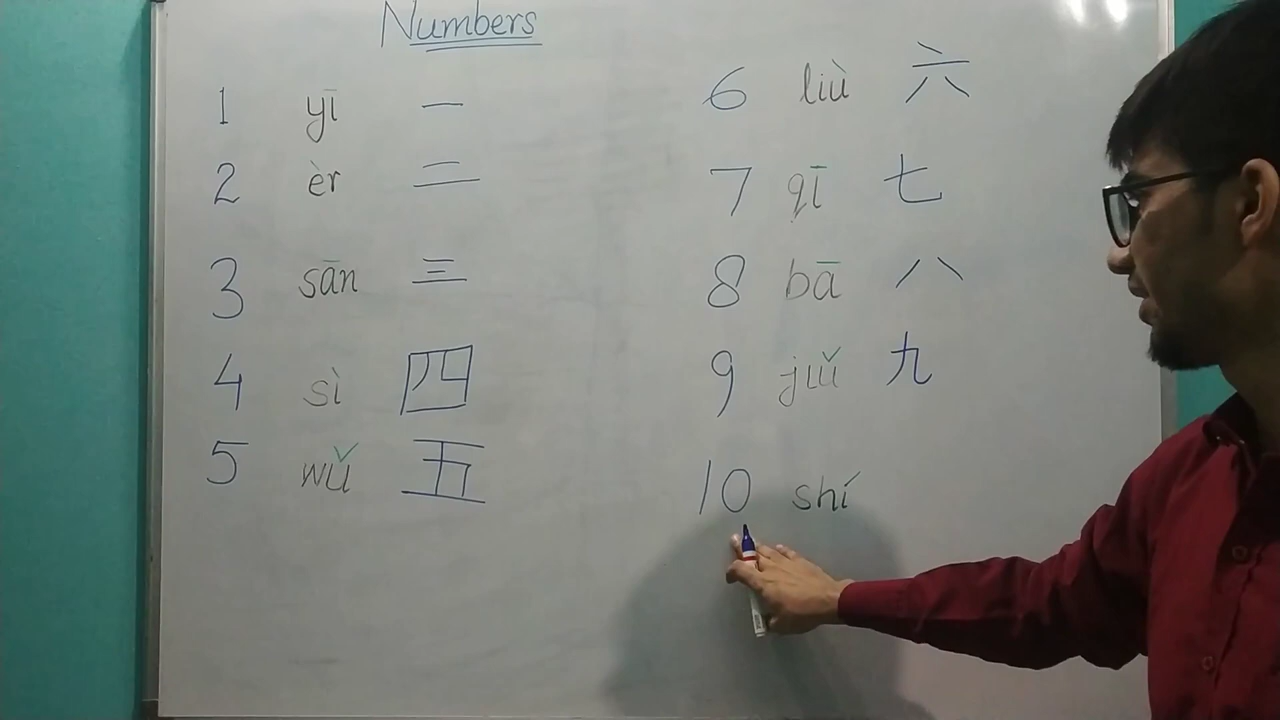 Numbers
1 yī 一
2 èr 二
3 sān 三
4 sì 四
5 wǔ 五
6 liù 六
7 qī 七
8 bā 八
9 jiǔ 九
10 shí